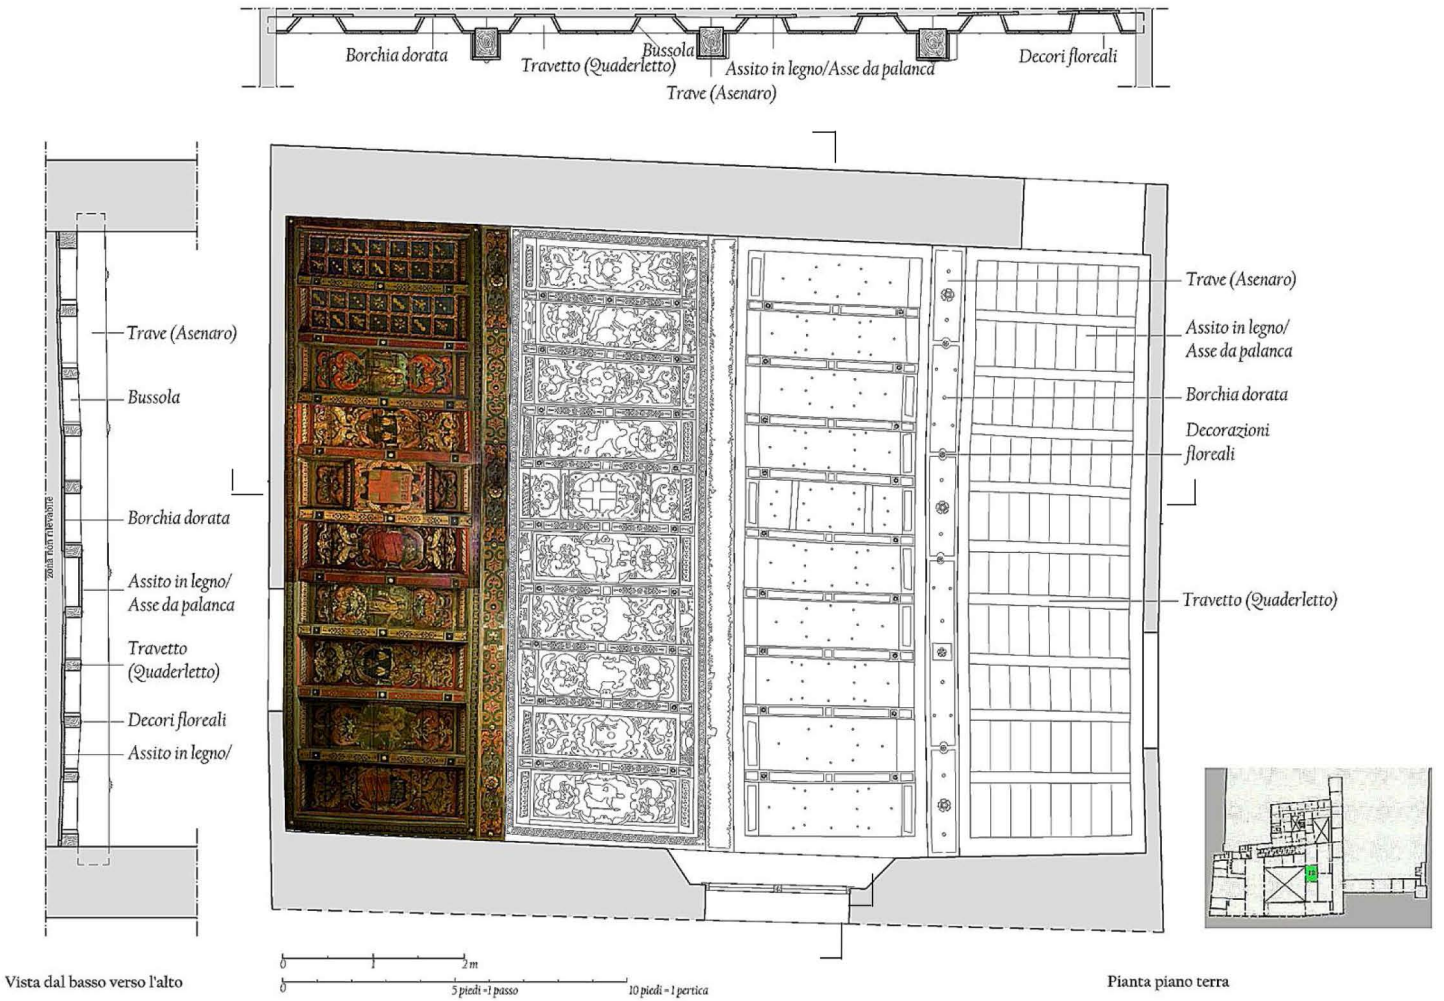 Borchia dorata
Travetto (Quaderletto)
Bussola
Assito in legno/Asse da palanca
Trave (Asenaro)
Decori floreali
Trave (Asenaro)
Bussola
Borchia dorata
zona non rilevabile
Assito in legno/
Asse da palanca
Travetto
(Quaderletto)
Decori floreali
Assito in legno/
Trave (Asenaro)
Assito in legno/
Asse da palanca
Borchia dorata
Decorazioni
floreali
Travetto (Quaderletto)
0 1 2 m
0 5 piedi =1 passo 10 piedi =1 pertica
Vista dal basso verso l'alto
Pianta piano terra